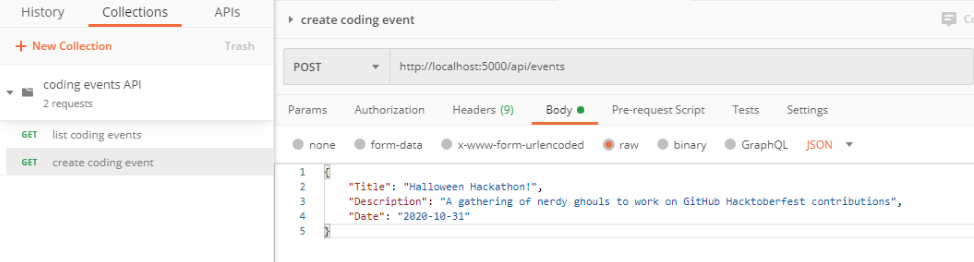 History Collections APIs
+ New Collection Trash
coding events API
2 requests
GET list coding events
GET create coding event
create coding event
POST http://localhost:5000/api/events
Params Authorization Headers (9) Body Pre-request Script Tests Settings
none form-data x-www-form-urlencoded raw binary GraphQL JSON
1 {
2 "Title": "Halloween Hackathon!",
3 "Description": "A gathering of nerdy ghouls to work on GitHub Hacktoberfest contributions",
4 "Date": "2020-10-31"
5 }